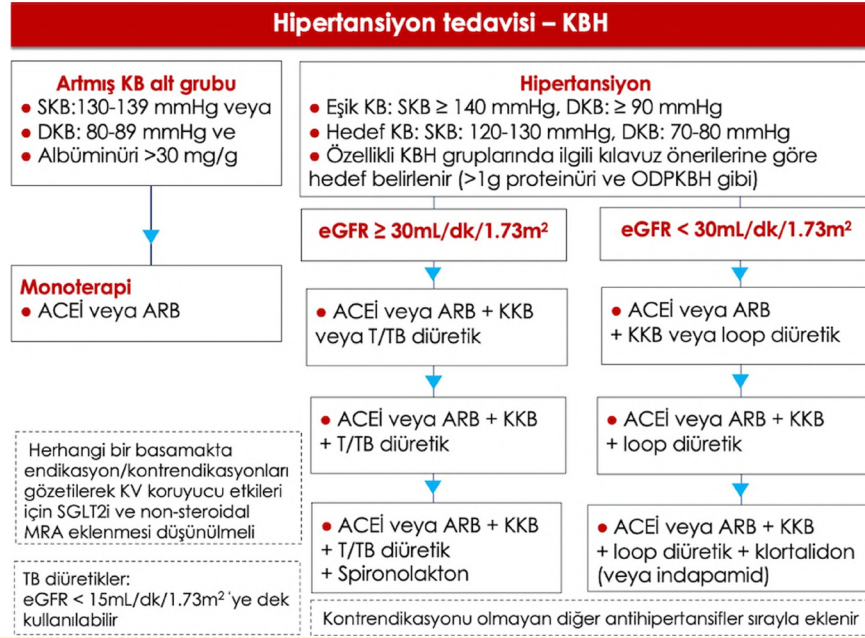 Hipertansiyon tedavisi – KBH
Artmış KB alt grubu
● SKB:130-139 mmHg veya
● DKB: 80-89 mmHg ve
● Albüminüri >30 mg/g
Monoterapi
● ACEİ veya ARB
Hipertansiyon
● Eşik KB: SKB ≥ 140 mmHg, DKB: ≥ 90 mmHg
● Hedef KB: SKB: 120-130 mmHg, DKB: 70-80 mmHg
● Özellikli KBH gruplarında ilgili kılavuz önerilerine göre
hedef belirlenir (>1g proteinüri ve ODPKBH gibi)
eGFR ≥ 30mL/dk/1.73m²
● ACEİ veya ARB + KKB
veya T/TB diüretik
● ACEİ veya ARB + KKB
+ T/TB diüretik
● ACEİ veya ARB + KKB
+ T/TB diüretik
+ Spironolakton
eGFR < 30mL/dk/1.73m²
● ACEİ veya ARB
+ KKB veya loop diüretik
● ACEİ veya ARB + KKB
+ loop diüretik
● ACEİ veya ARB + KKB
+ loop diüretik + klortalidon
(veya indapamid)
Herhangi bir basamakta
endikasyon/kontrendikasyonları
gözetilerek KV koruyucu etkileri
için SGLT2i ve non-steroidal
MRA eklenmesi düşünülmeli
TB diüretikler:
eGFR < 15mL/dk/1.73m² 'ye dek
kullanılabilir
Kontrendikasyonu olmayan diğer antihipertansifler sırayla eklenir